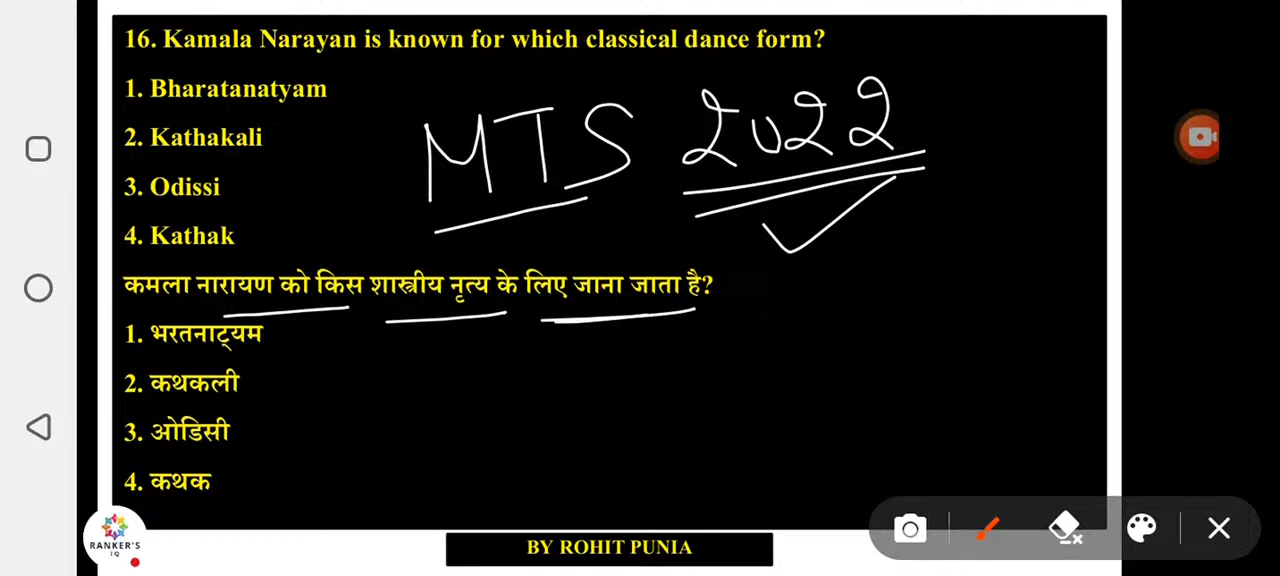 16. Kamala Narayan is known for which classical dance form?
1. Bharatanatyam
MTS 2022
2. Kathakali
3. Odissi
4. Kathak
कमला नारायण को किस शास्त्रीय नृत्य के लिए जाना जाता है?
1. भरतनाट्यम
2. कथकली
3. ओडिसी
4. कथक
RANKER'S
IQ
BY ROHIT PUNIA